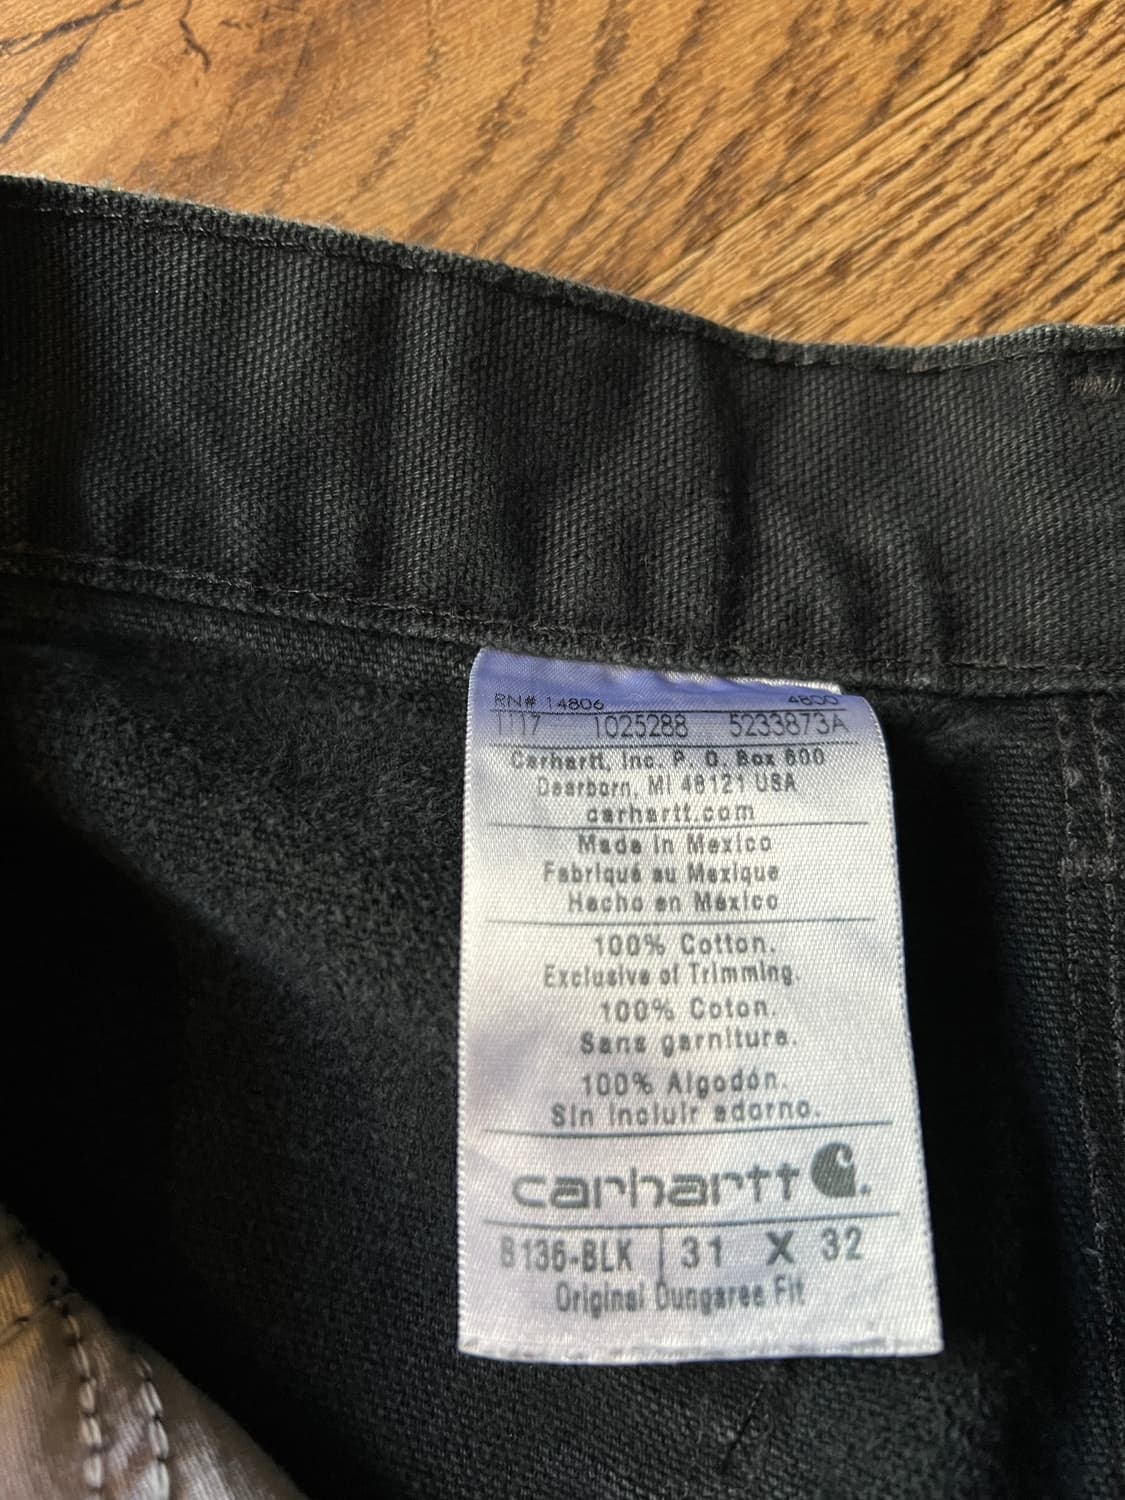 RN# 14806 4800
1117 1025288 5233873A
Carhartt, Inc. P. O. Box 600
Dearborn, MI 48121 USA
carhartt.com
Made in Mexico
Fabriqué au Mexique
Hecho en México
100% Cotton.
Exclusive of Trimming.
100% Coton.
Sans garniture.
100% Algodón.
Sin incluir adorno.
carhartt
B136-BLK | 31 X 32
Original Dungaree Fit